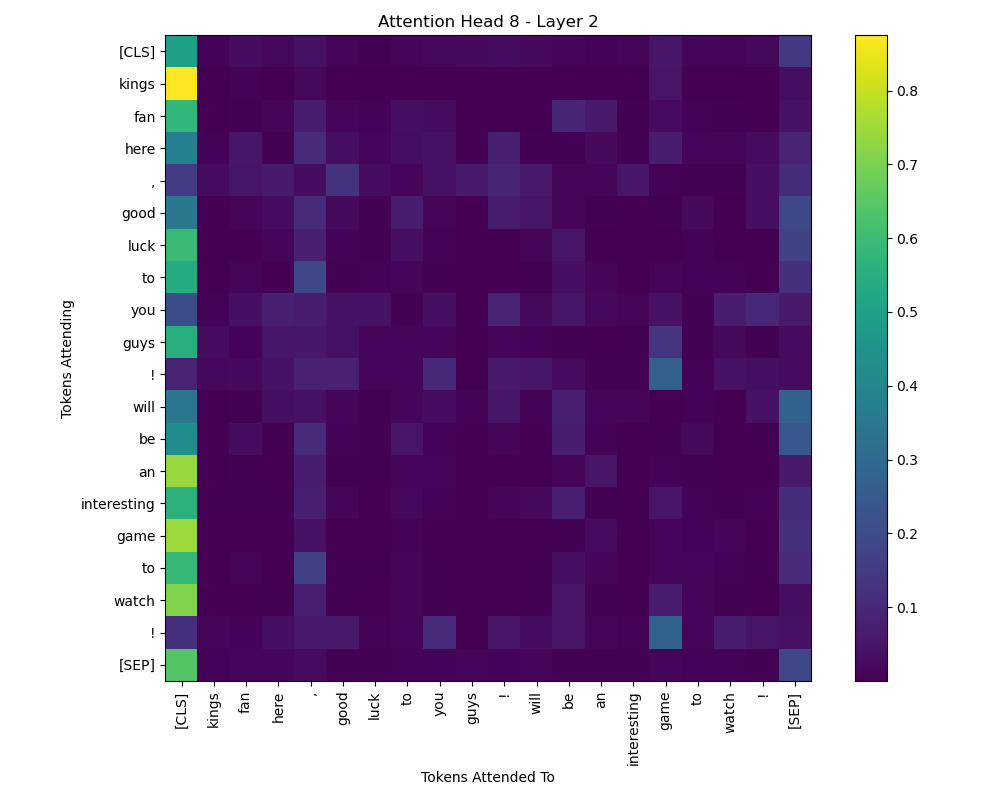 Attention Head 8 - Layer 2
Tokens Attending
[CLS]
kings
fan
here
,
good
luck
to
you
guys
!
will
be
an
interesting
game
to
watch
!
[SEP]
[CLS] kings fan here , good luck to you guys ! will be an interesting game to watch ! [SEP]
Tokens Attended To
0.8
0.7
0.6
0.5
0.4
0.3
0.2
0.1